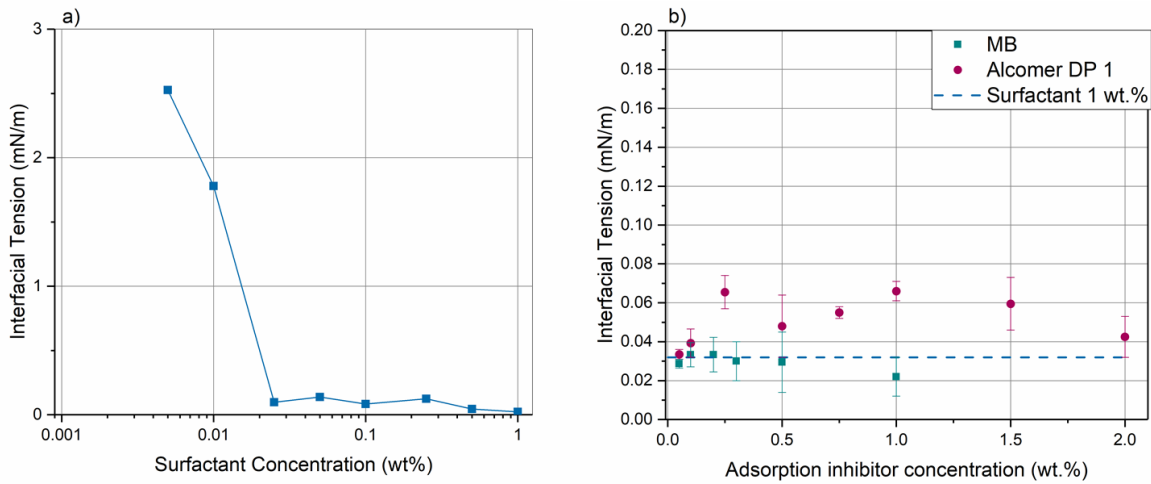 a)
3
2
1
0
0.001
0.01
0.1
1
Interfacial Tension (mN/m)
Surfactant Concentration (wt%)
b)
0.20
0.18
0.16
0.14
0.12
0.10
0.08
0.06
0.04
0.02
0.00
0.0
0.5
1.0
1.5
2.0
Interfacial Tension (mN/m)
Adsorption inhibitor concentration (wt.%)
MB
Alcomer DP 1
Surfactant 1 wt.%